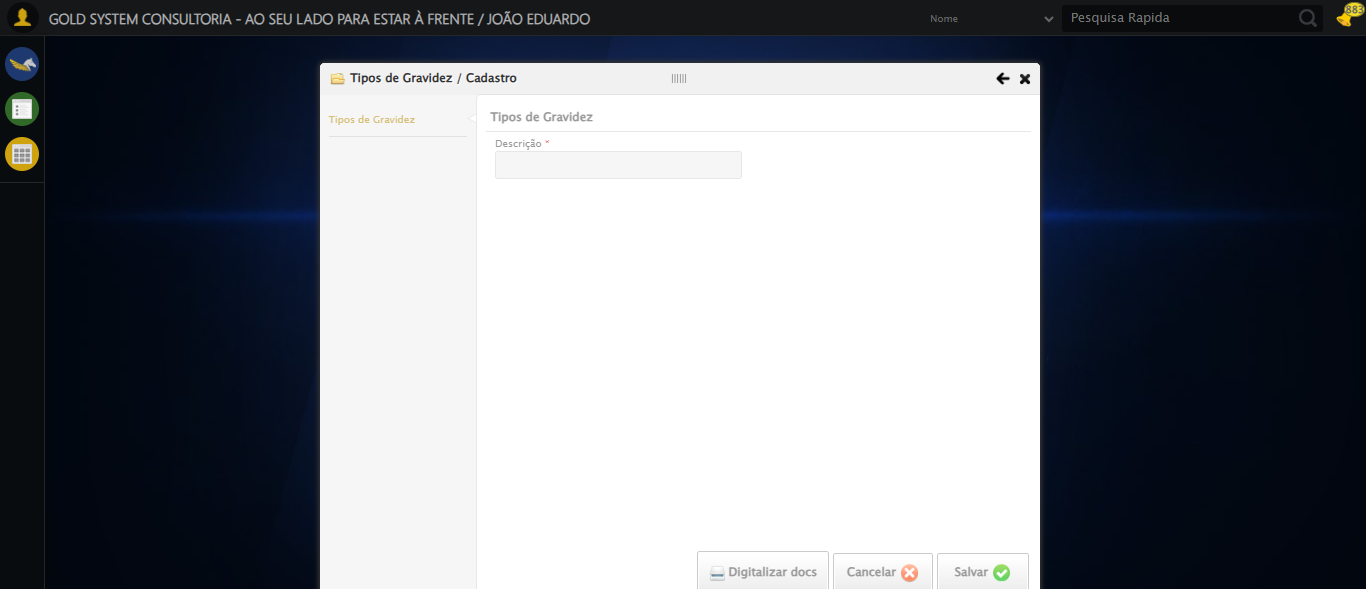 GOLD SYSTEM CONSULTORIA - AO SEU LADO PARA ESTAR À FRENTE / JOÃO EDUARDO
Nome
Pesquisa Rapida
883
Tipos de Gravidez / Cadastro
Tipos de Gravidez
Tipos de Gravidez
Descrição *
Digitalizar docs
Cancelar
Salvar